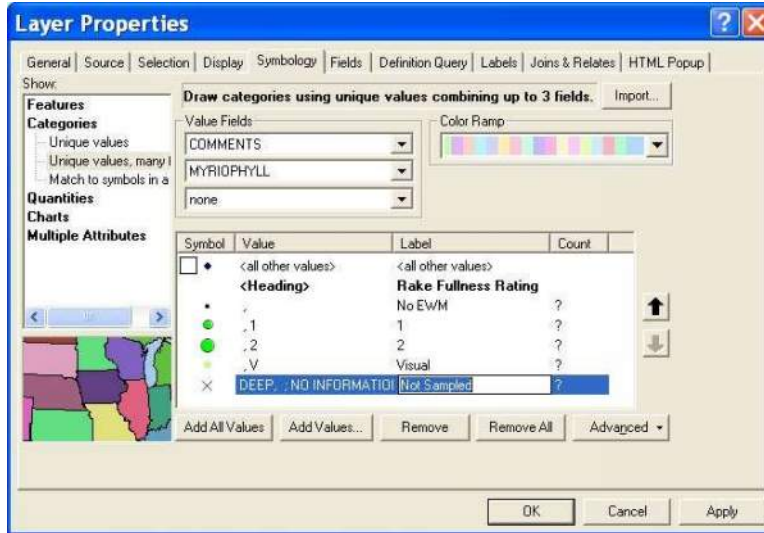 Layer Properties
General Source Selection Display Symbology Fields Definition Query Labels Joins & Relates HTML Popup
Show:
Features
Categories
Unique values
Unique values, many
Match to symbols in a
Quantities
Charts
Multiple Attributes
Draw categories using unique values combining up to 3 fields.
Import...
Value Fields
COMMENTS
MYRIOPHYLL
none
Color Ramp
Symbol Value Label Count
<all other values> <all other values>
<Heading> Rake Fullness Rating
, No EWM ?
, 1 1 ?
, 2 2 ?
, V Visual ?
DEEP, ; NO INFORMATIO Not Sampled ?
Add All Values Add Values... Remove Remove All Advanced
OK Cancel Apply